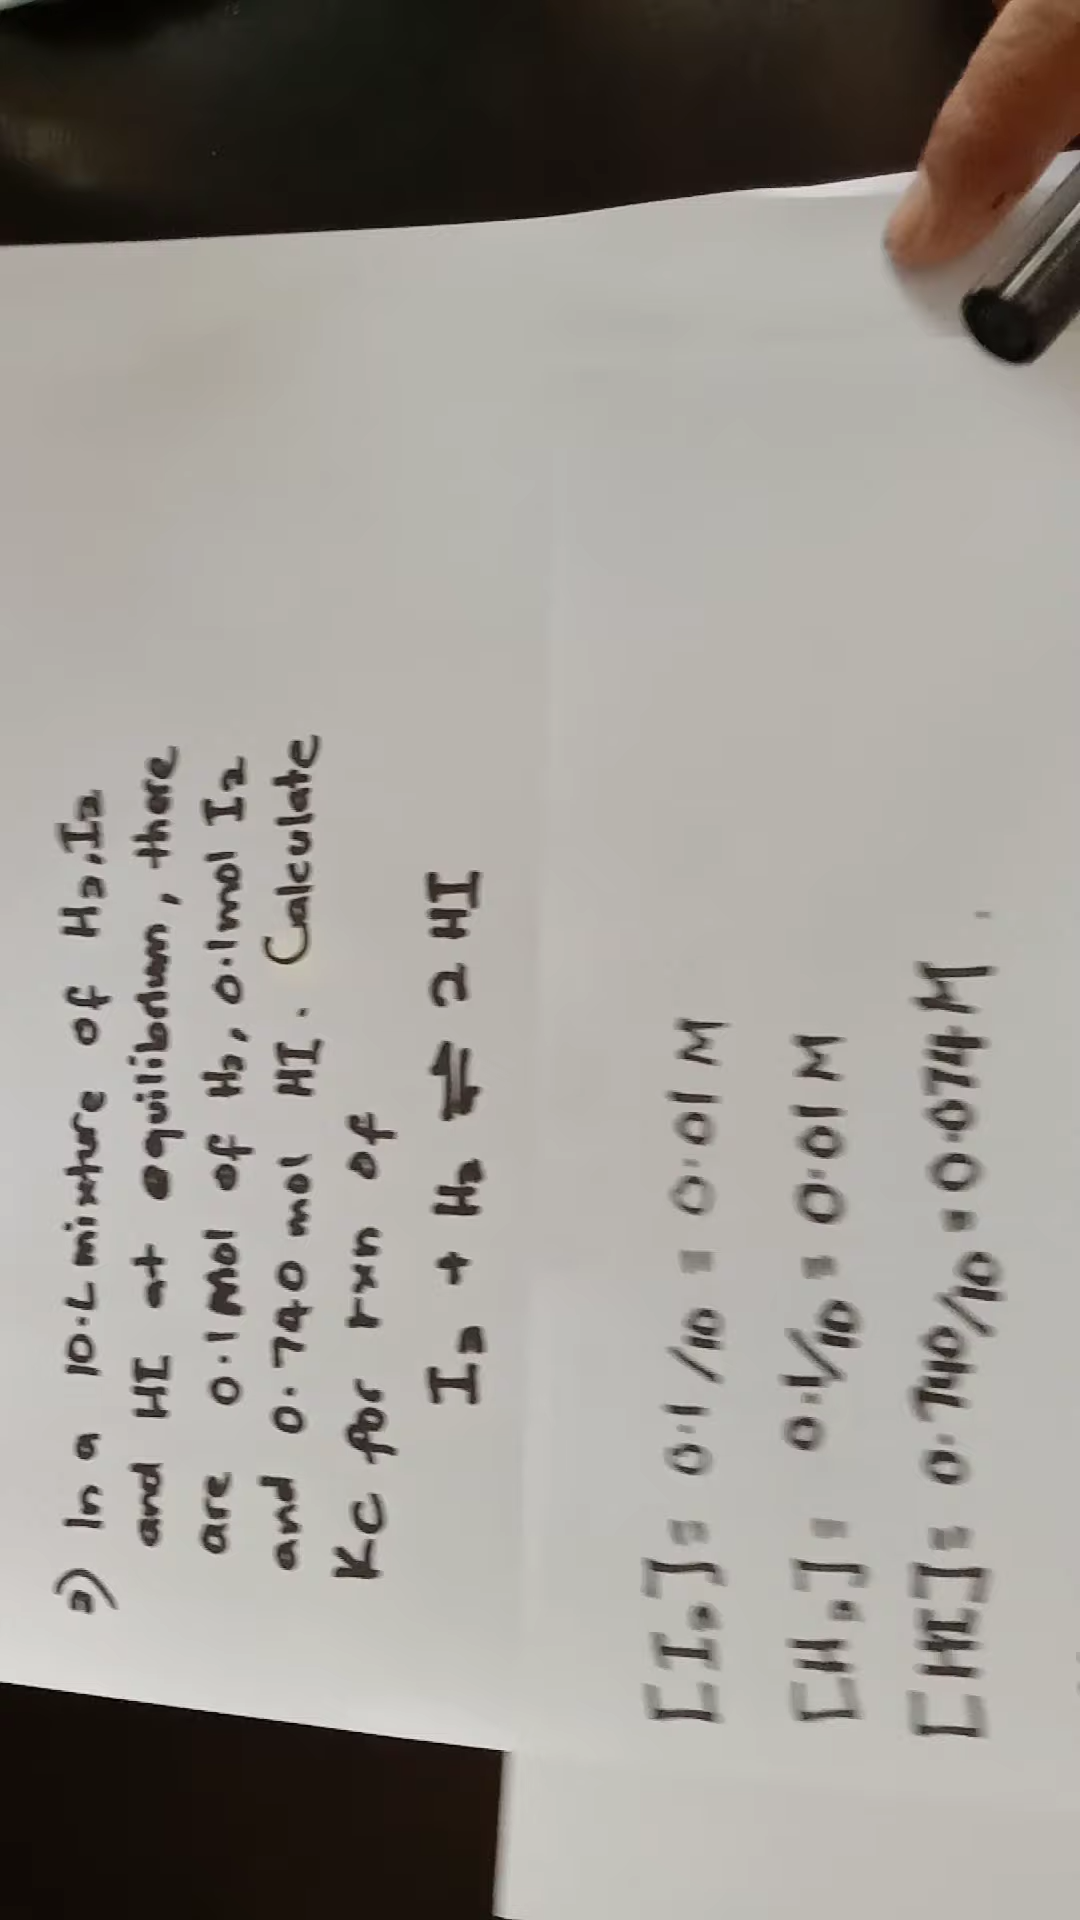 2) In a 10.L mixture of H2, I2
and HI at equilibrium, there
are 0.1 mol of H2, 0.1 mol I2
and 0.740 mol HI. Calculate
Kc for rxn of
I2 + H2 ⇌ 2 HI
[I2] = 0.1/10 = 0.01 M
[H2] = 0.1/10 = 0.01 M
[HI] = 0.740/10 = 0.074 M